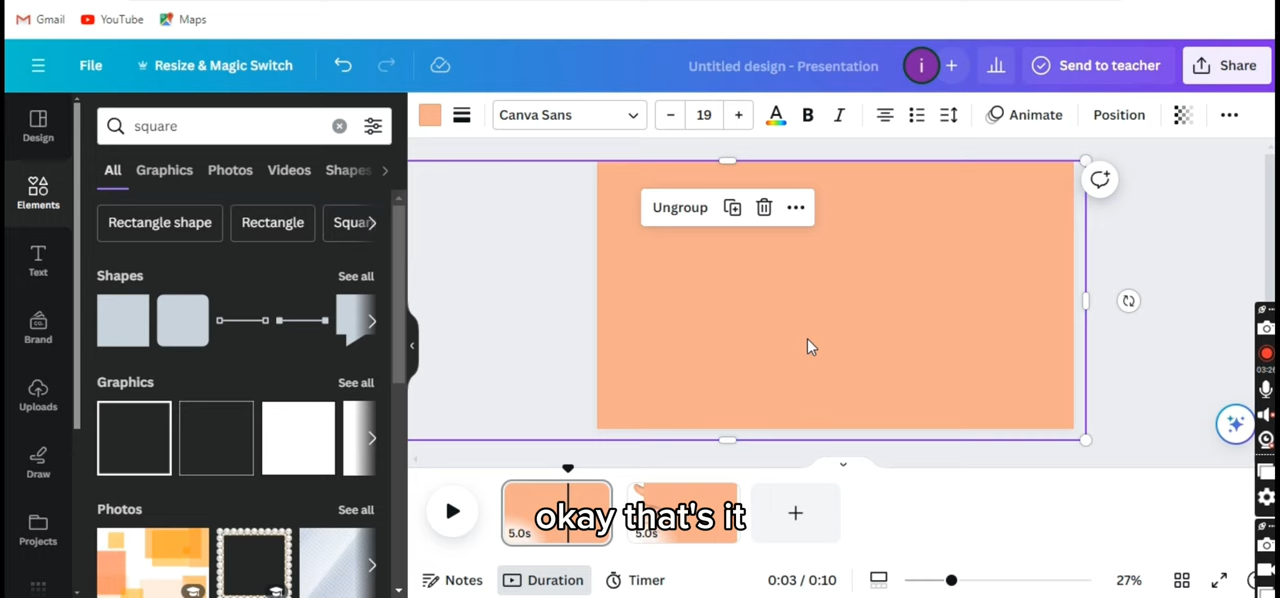 Gmail YouTube Maps
File Resize & Magic Switch Untitled design - Presentation i + Send to teacher Share
Design
Elements
Text
Brand
Uploads
Draw
Projects
square
All Graphics Photos Videos Shapes
Rectangle shape Rectangle Squar
Shapes See all
Graphics See all
Photos See all
Canva Sans - 19 + A B I Animate Position ...
Ungroup ...
03:26
5.0s 5.0s +
okay that's it
Notes Duration Timer 0:03 / 0:10 27%